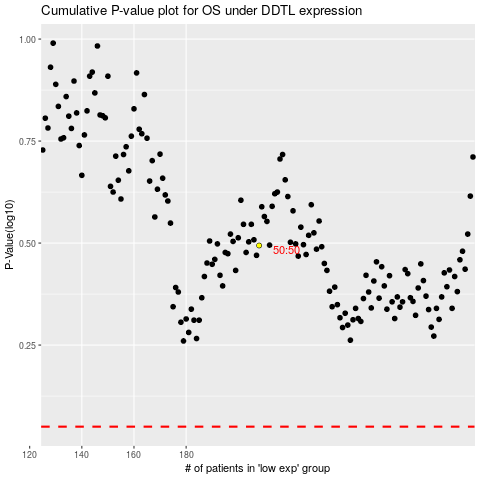 Cumulative P-value plot for OS under DDTL expression
P-Value(log10)
1.00
0.75
0.50
0.25
50:50
120 140 160 180
# of patients in 'low exp' group